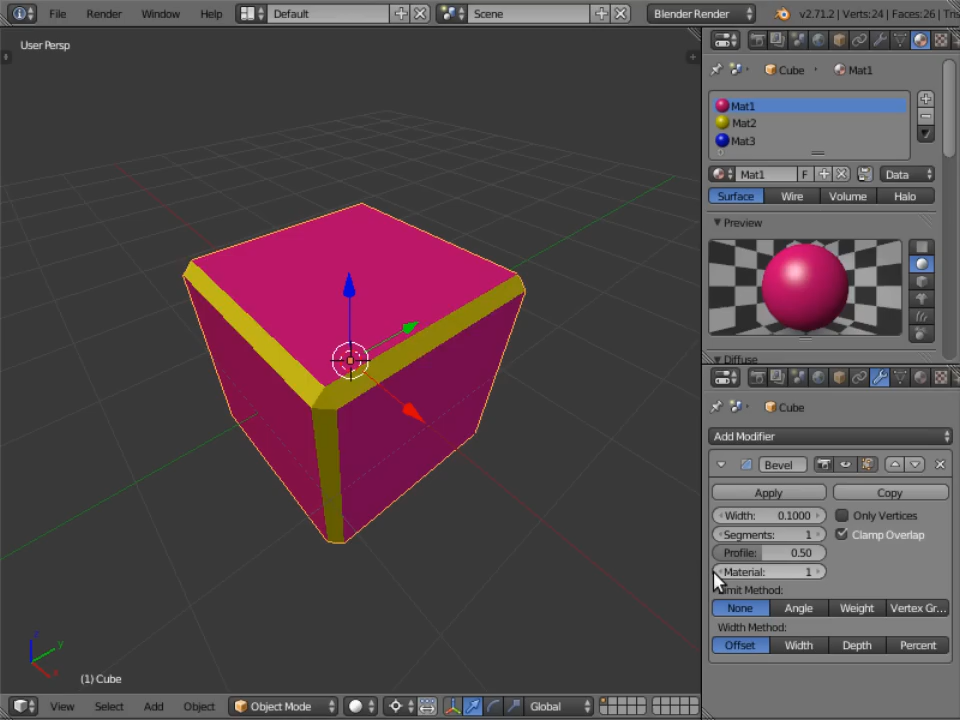 File Render Window Help Default Scene Blender Render v2.71.2 | Verts:24 | Faces:26 |
User Persp
Cube Mat1
Mat1
Mat2
Mat3
Mat1 F Data
Surface Wire Volume Halo
Preview
Diffuse
Cube
Add Modifier
Bevel
Apply Copy
Width: 0.1000 Only Vertices
Segments: 1 Clamp Overlap
Profile: 0.50
Material: 1
Method:
None Angle Weight Vertex Gr...
Width Method:
Offset Width Depth Percent
z
y
x
(1) Cube
View Select Add Object Object Mode Global